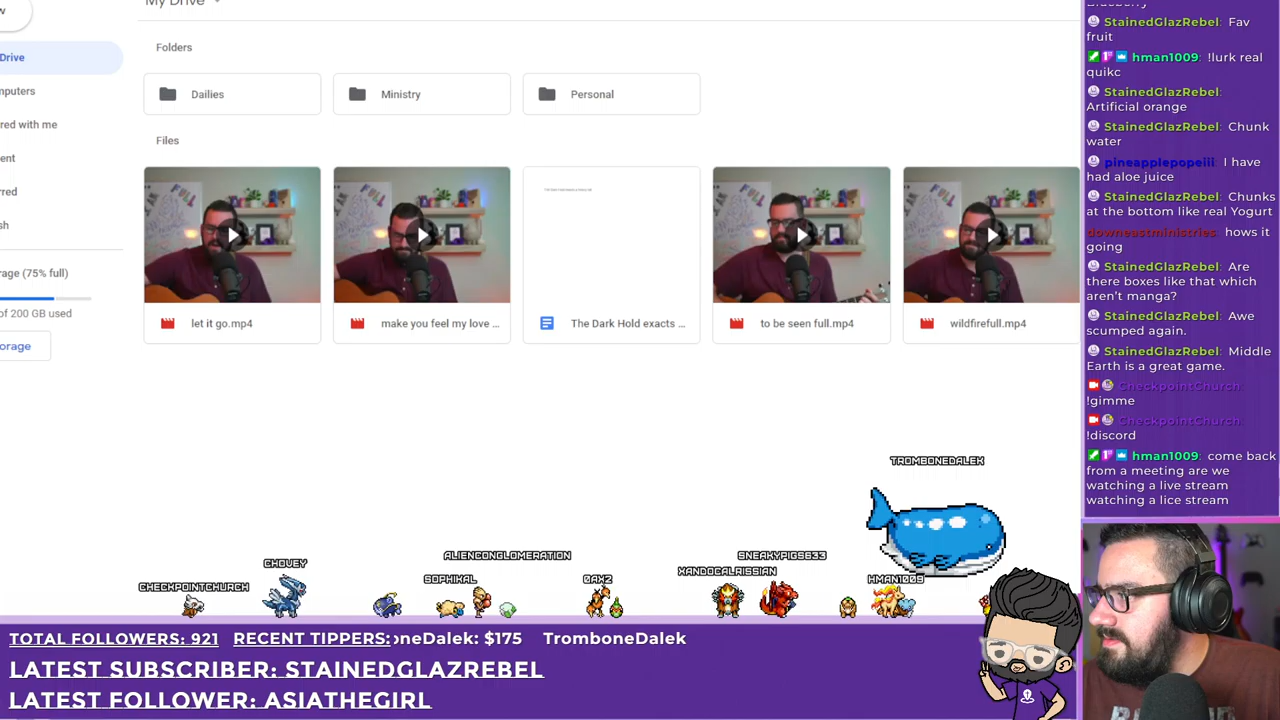 w
My Drive
Folders
Drive
Dailies
Ministry
Personal
mputers
red with me
Files
ent
rred
sh
rage (75% full)
of 200 GB used
orage
let it go.mp4
make you feel my love ...
The Dark Hold exacts ...
to be seen full.mp4
wildfirefull.mp4
Blueberry
StainedGlazRebel: Fav
fruit
hman1009: !lurk real
quikc
StainedGlazRebel:
Artificial orange
StainedGlazRebel: Chunk
water
pineapplepopeiii: I have
had aloe juice
StainedGlazRebel: Chunks
at the bottom like real Yogurt
downeastministries: hows it
going
StainedGlazRebel: Are
there boxes like that which
aren't manga?
StainedGlazRebel: Awe
scumped again.
StainedGlazRebel: Middle
Earth is a great game.
CheckpointChurch:
!gimme
CheckpointChurch:
!discord
hman1009: come back
from a meeting are we
watching a live stream
watching a lice stream
TROMBONEDALEK
CHECKPOINTCHURCH
CHOVEY
ALIENCONGLOMERATION
SOPHIKAL
0AX2
SNEAKYPIGS633
XANDOCALRISSIAN
HMAN1009
TOTAL FOLLOWERS: 921 RECENT TIPPERS: oneDalek: $175 TromboneDalek
LATEST SUBSCRIBER: STAINEDGLAZREBEL
LATEST FOLLOWER: ASIATHEGIRL